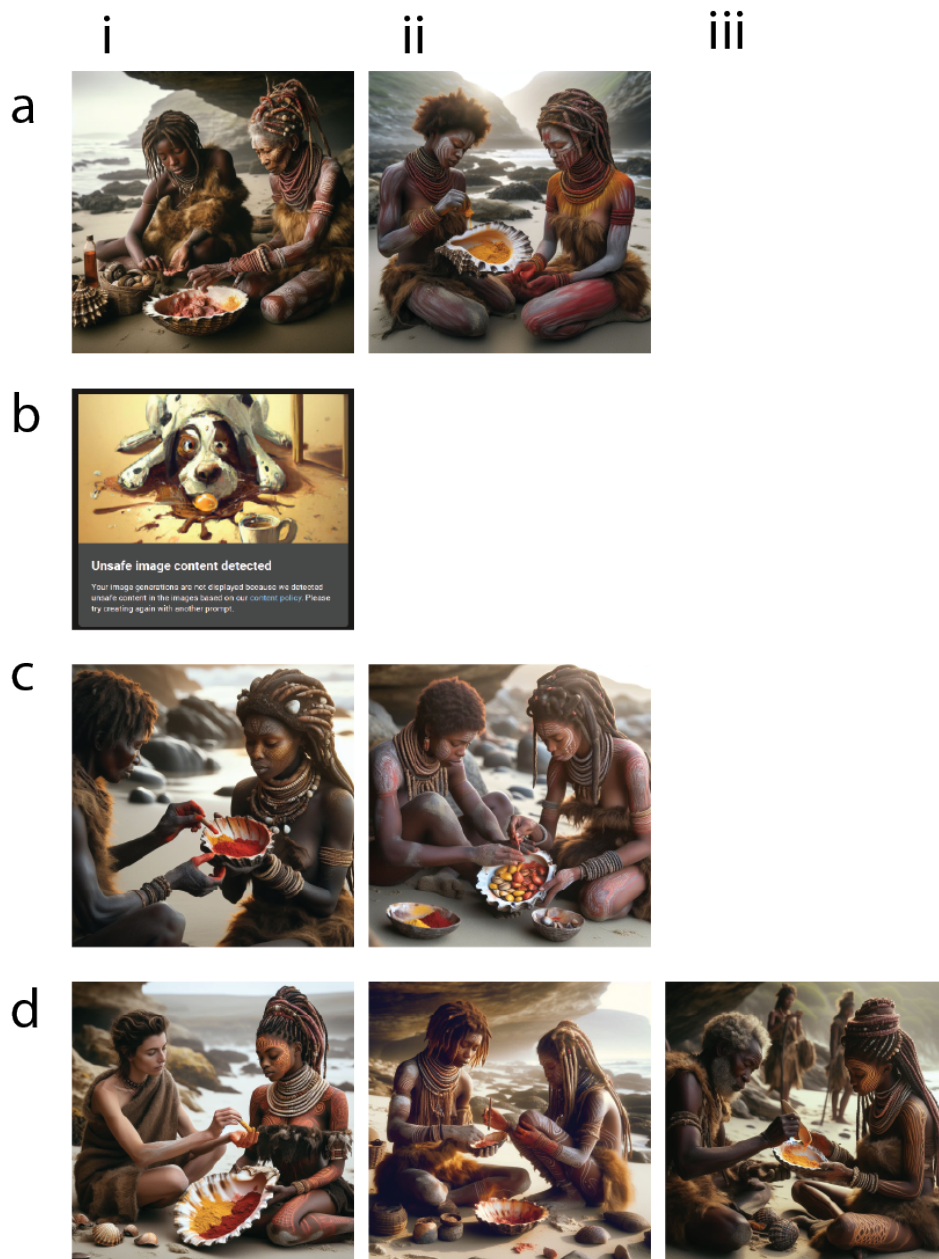 i
ii
iii
a
b
Unsafe image content detected
Your image generations are not displayed because we detected
unsafe content in the images based on our content policy. Please
try creating again with another prompt.
c
d